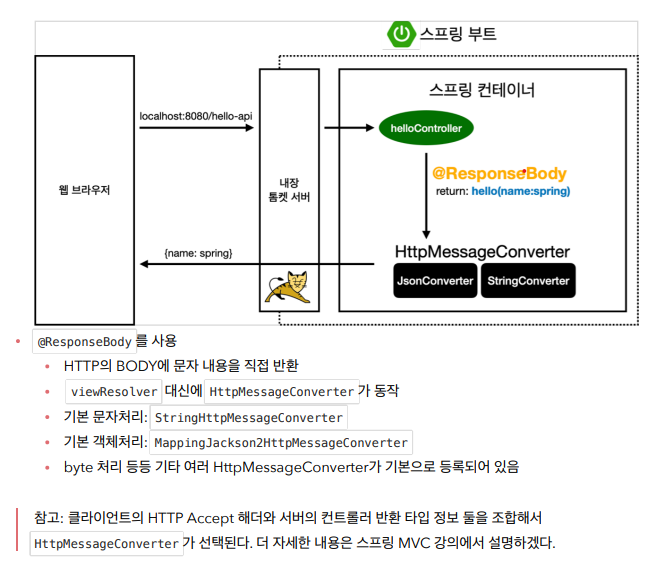 스프링 부트
스프링 컨테이너
localhost:8080/hello-api
helloController
웹 브라우저
내장
톰켓 서버
@ResponseBody
return: hello(name:spring)
{name: spring}
HttpMessageConverter
JsonConverter
StringConverter
@ResponseBody 를 사용
HTTP의 BODY에 문자 내용을 직접 반환
viewResolver 대신에 HttpMessageConverter 가 동작
기본 문자처리: StringHttpMessageConverter
기본 객체처리: MappingJackson2HttpMessageConverter
byte 처리 등등 기타 여러 HttpMessageConverter가 기본으로 등록되어 있음
참고: 클라이언트의 HTTP Accept 해더와 서버의 컨트롤러 반환 타입 정보 둘을 조합해서
HttpMessageConverter 가 선택된다. 더 자세한 내용은 스프링 MVC 강의에서 설명하겠다.